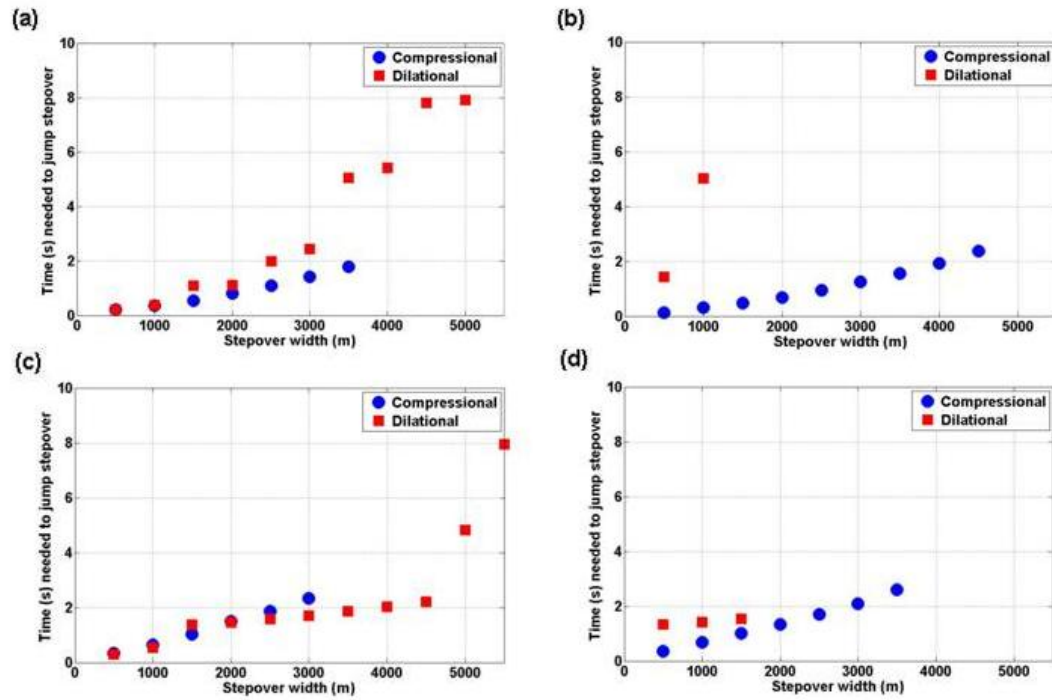 (a)
10
8
6
4
2
0
Time (s) needed to jump stepover
Compressional
Dilational
0 1000 2000 3000 4000 5000
Stepover width (m)
(b)
10
8
6
4
2
0
Time (s) needed to jump stepover
Compressional
Dilational
0 1000 2000 3000 4000 5000
Stepover width (m)
(c)
10
8
6
4
2
0
Time (s) needed to jump stepover
Compressional
Dilational
0 1000 2000 3000 4000 5000
Stepover width (m)
(d)
10
8
6
4
2
0
Time (s) needed to jump stepover
Compressional
Dilational
0 1000 2000 3000 4000 5000
Stepover width (m)